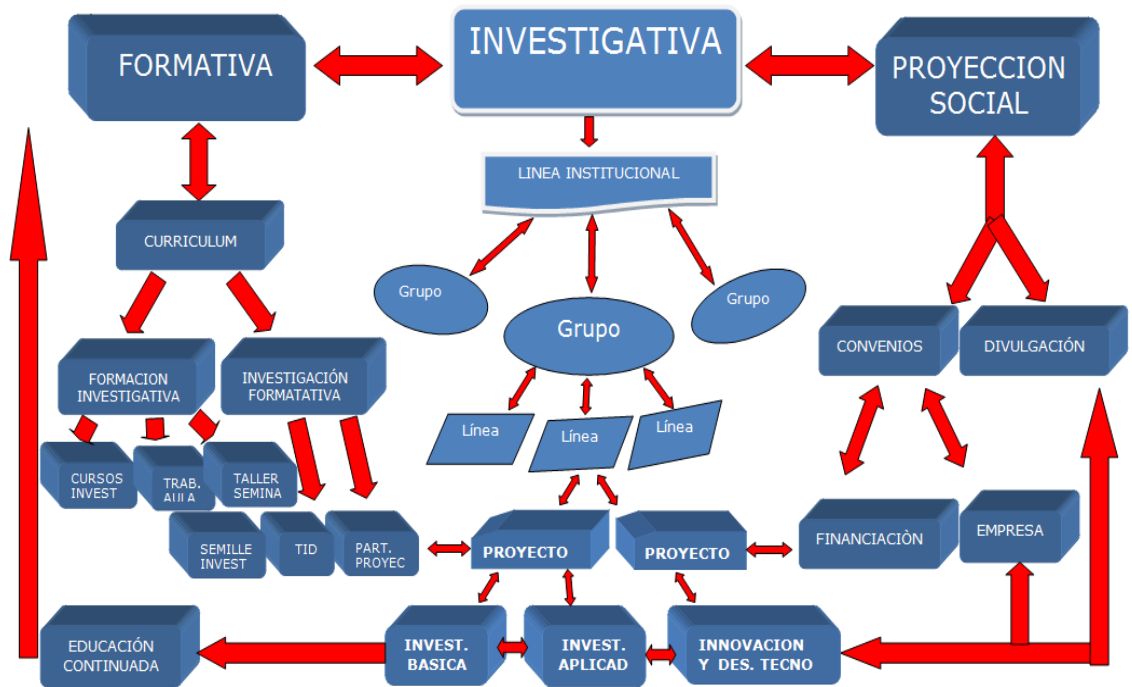 FORMATIVA
INVESTIGATIVA
PROYECCION
SOCIAL
LINEA INSTITUCIONAL
CURRICULUM
Grupo
Grupo
Grupo
CONVENIOS
DIVULGACIÓN
FORMACION
INVESTIGATIVA
INVESTIGACIÓN
FORMATATIVA
Línea
Línea
Línea
CURSOS
INVEST
TRAB.
AULA
TALLER
SEMINA
SEMILLE
INVEST
TID
PART.
PROYEC
PROYECTO
PROYECTO
FINANCIACIÒN
EMPRESA
EDUCACIÓN
CONTINUADA
INVEST.
BASICA
INVEST.
APLICAD
INNOVACION
Y DES. TECNO